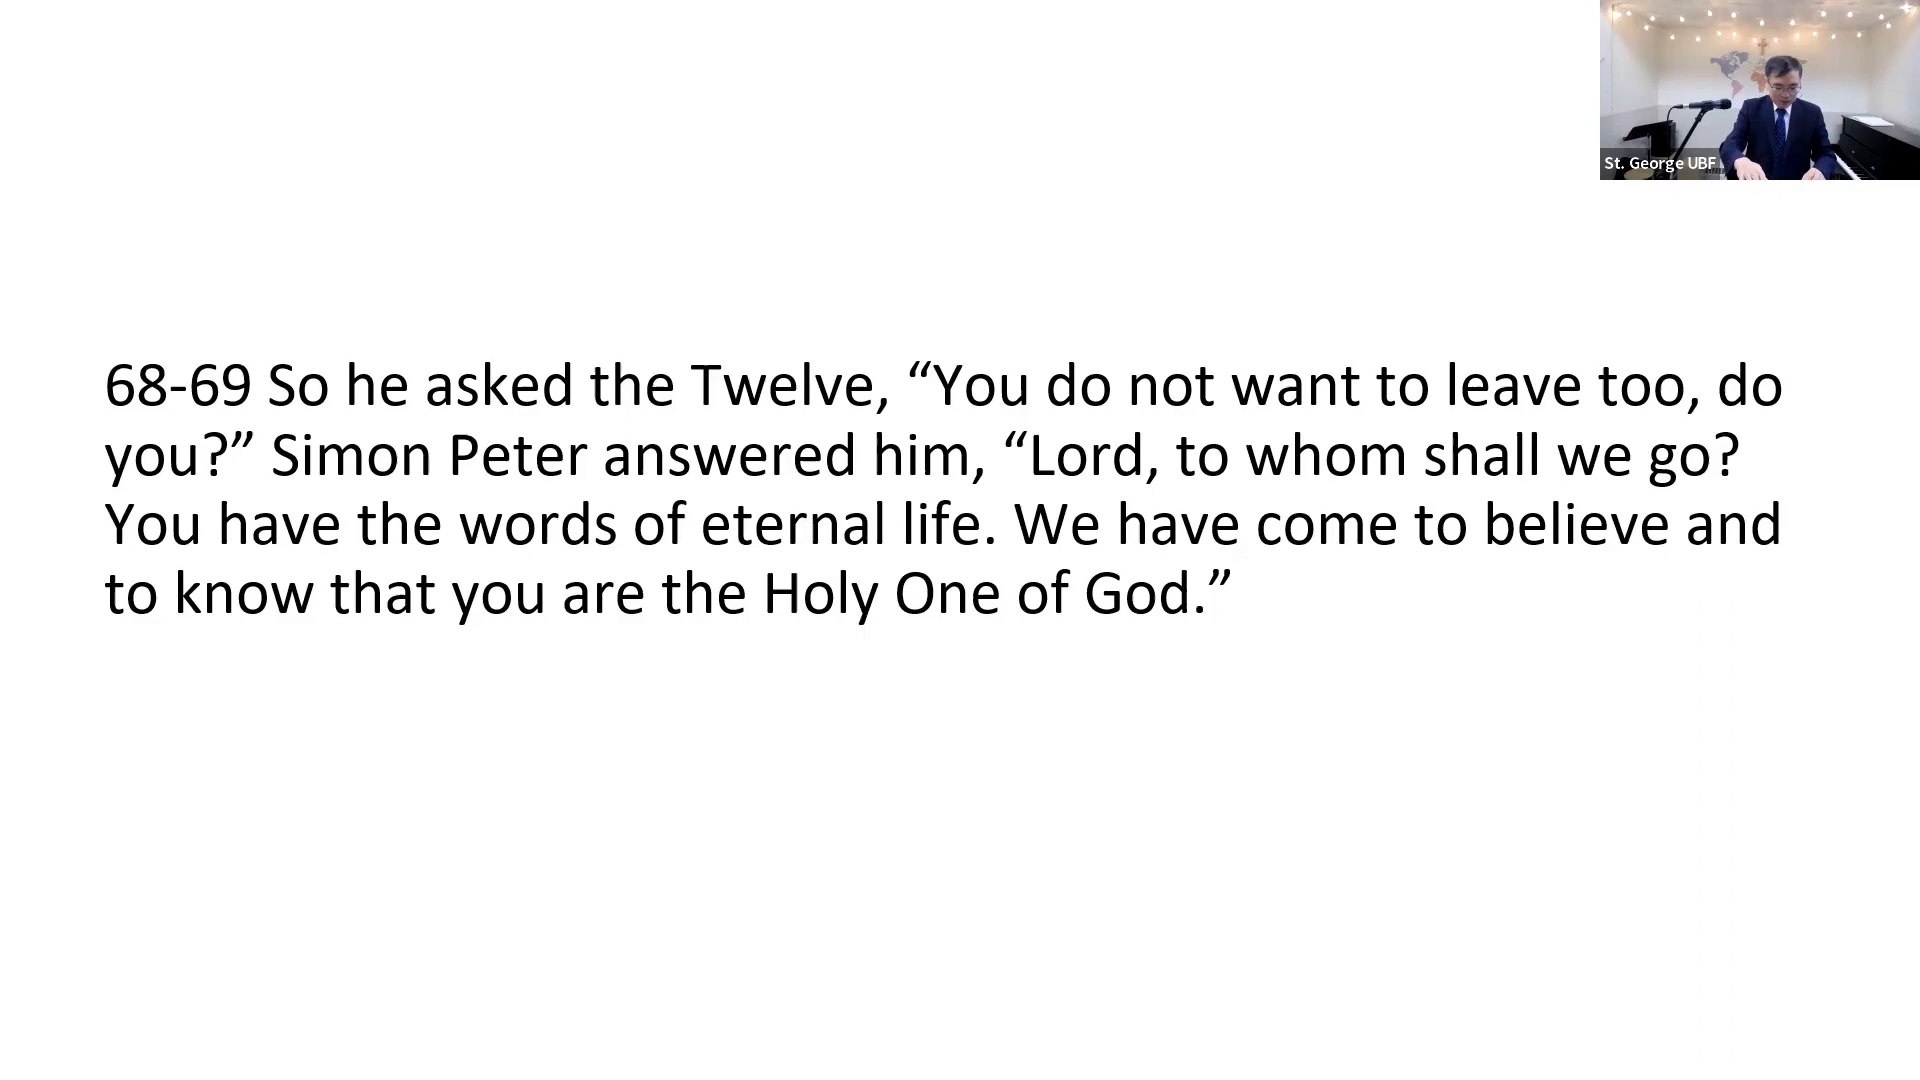 St. George UBF
68-69 So he asked the Twelve, “You do not want to leave too, do
you?” Simon Peter answered him, “Lord, to whom shall we go?
You have the words of eternal life. We have come to believe and
to know that you are the Holy One of God.”